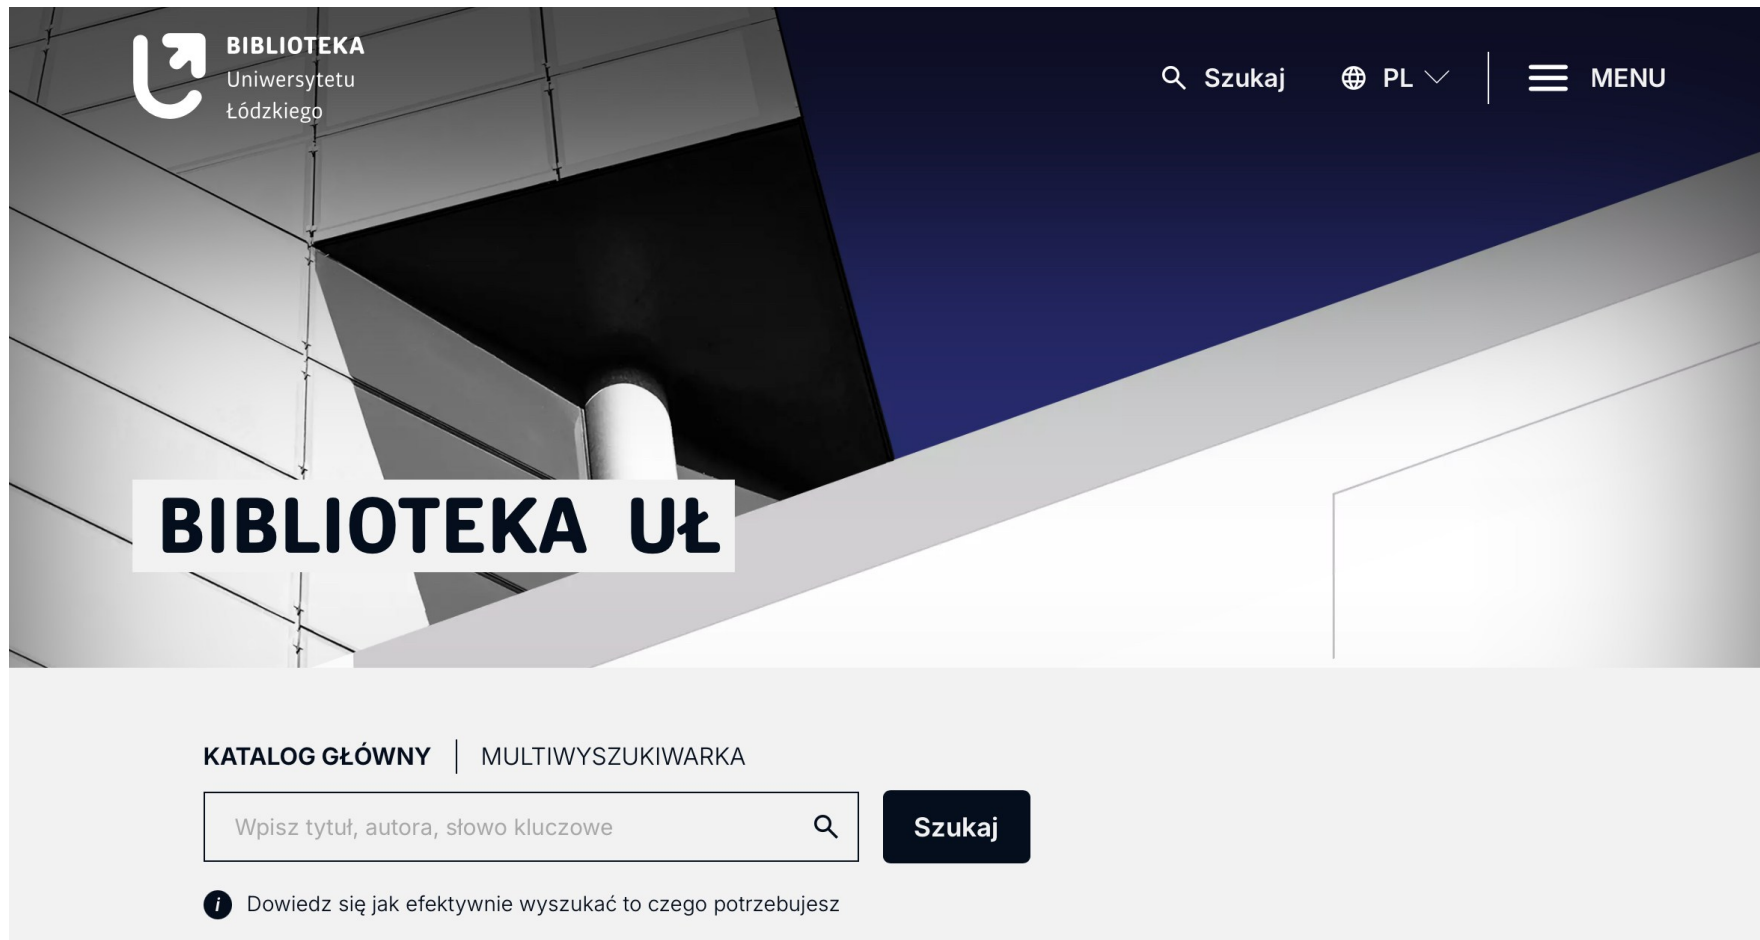 BIBLIOTEKA
Uniwersytetu
Łódzkiego
Szukaj
PL
MENU
BIBLIOTEKA UŁ
KATALOG GŁÓWNY
MULTIWYSZUKIWARKA
Wpisz tytuł, autora, słowo kluczowe
Szukaj
Dowiedz się jak efektywnie wyszukać to czego potrzebujesz